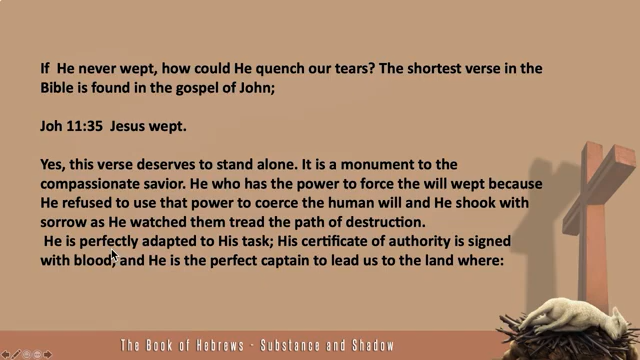 If  He never wept, how could He quench our tears? The shortest verse in the
Bible is found in the gospel of John;
Joh 11:35  Jesus wept.
Yes, this verse deserves to stand alone. It is a monument to the
compassionate savior. He who has the power to force the will wept because
He refused to use that power to coerce the human will and He shook with
sorrow as He watched them tread the path of destruction.
He is perfectly adapted to His task; His certificate of authority is signed
with blood, and He is the perfect captain to lead us to the land where:
The Book of Hebrews - Substance and Shadow